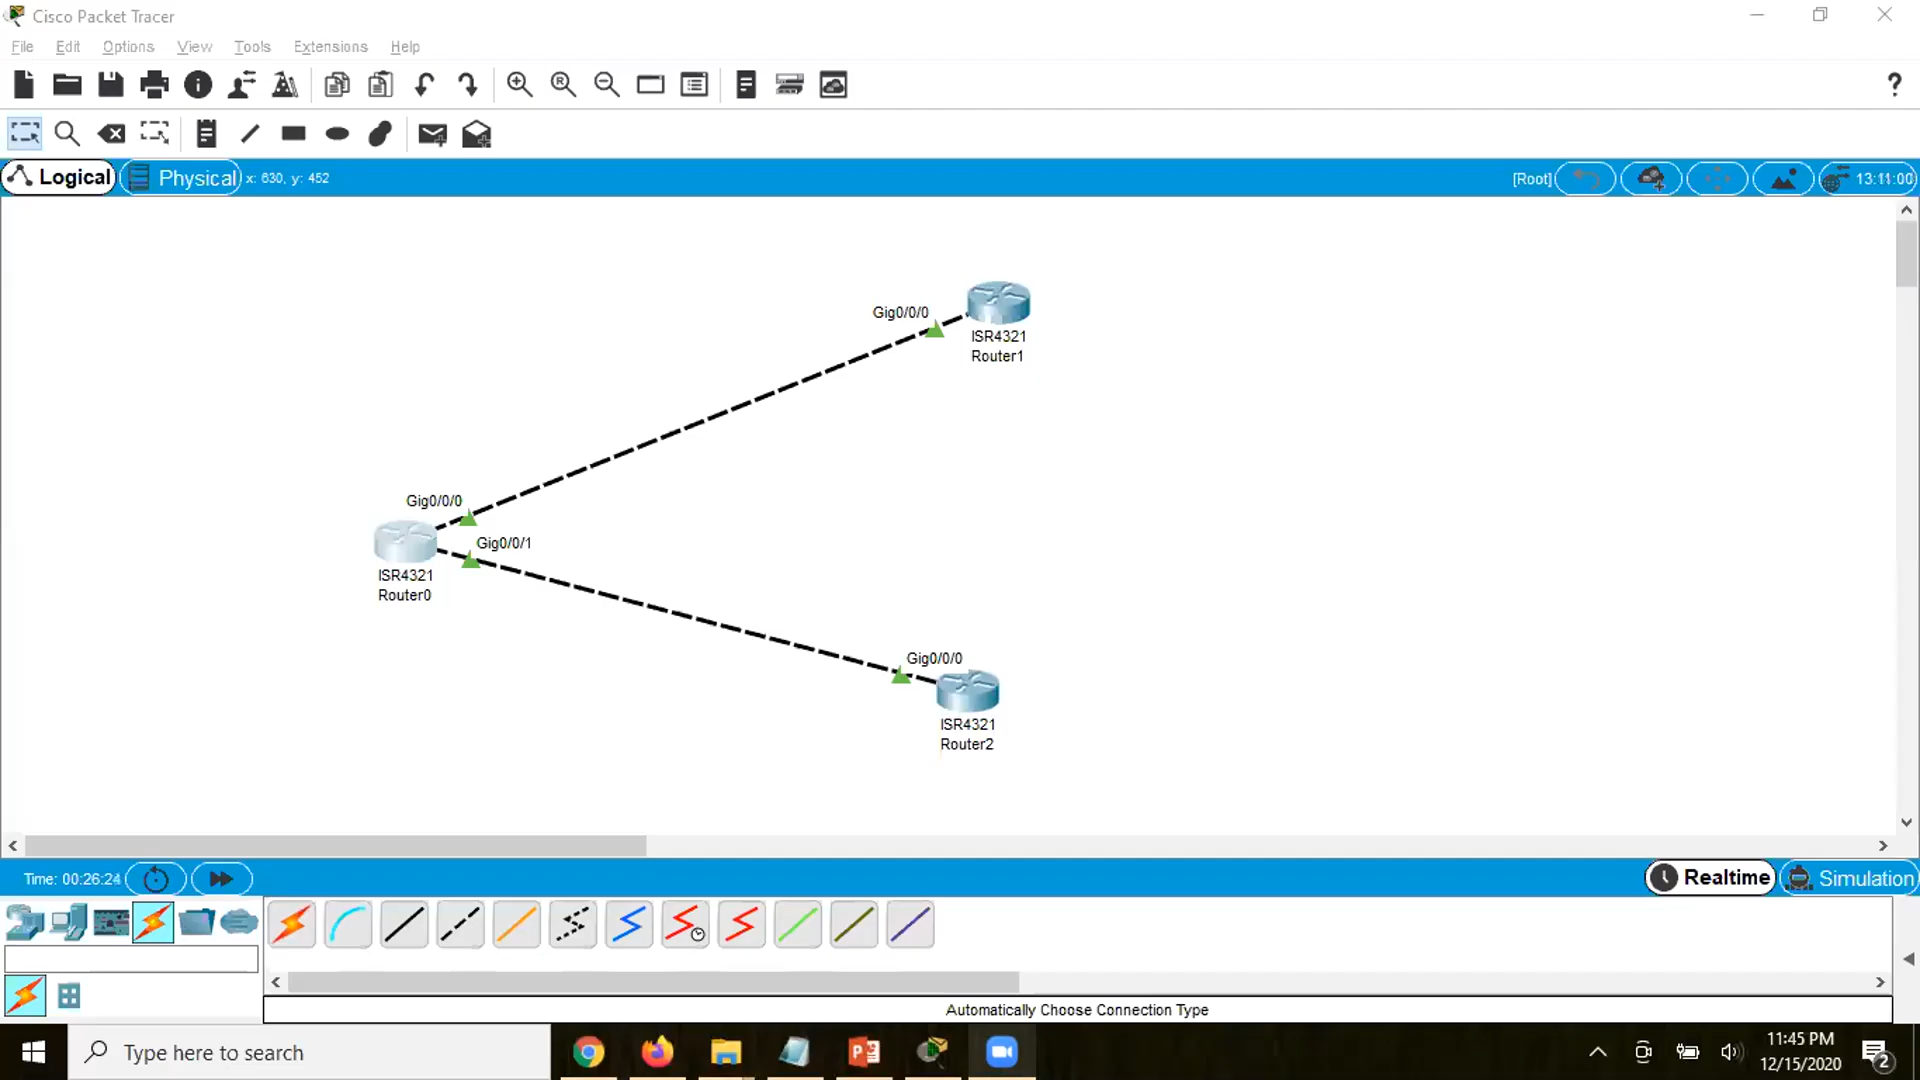 Cisco Packet Tracer
File Edit Options View Tools Extensions Help
Logical Physical x: 630, y: 452 [Root] 13:11:00
Gig0/0/0
ISR4321
Router1
Gig0/0/0
Gig0/0/1
ISR4321
Router0
Gig0/0/0
ISR4321
Router2
Time: 00:26:24 Realtime Simulation
Automatically Choose Connection Type
Type here to search
11:45 PM
12/15/2020
2